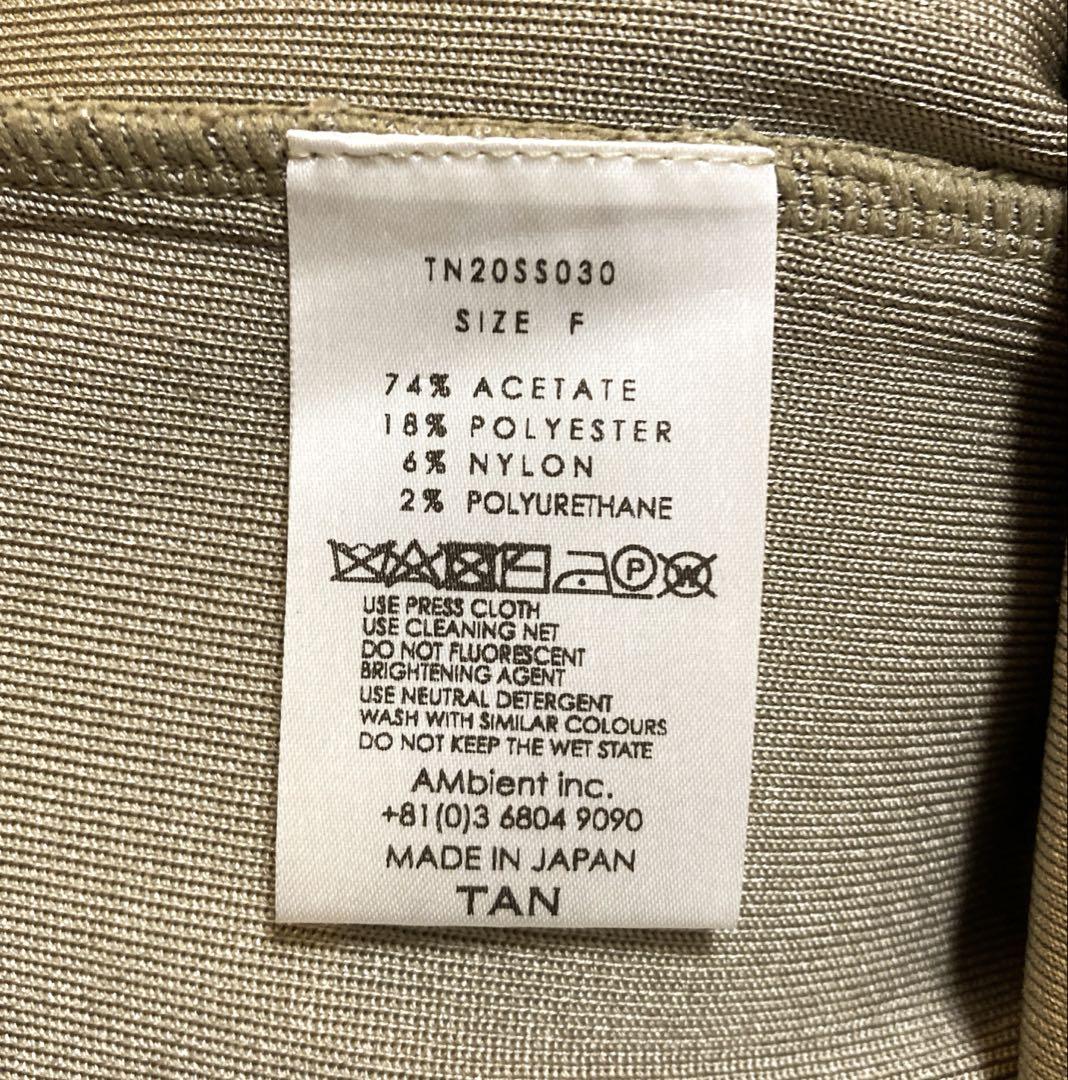 TN20SS030
SIZE F
74% ACETATE
18% POLYESTER
6% NYLON
2% POLYURETHANE
P W
USE PRESS CLOTH
USE CLEANING NET
DO NOT FLUORESCENT
BRIGHTENING AGENT
USE NEUTRAL DETERGENT
WASH WITH SIMILAR COLOURS
DO NOT KEEP THE WET STATE
AMbient inc.
+81(0)3 6804 9090
MADE IN JAPAN
TAN